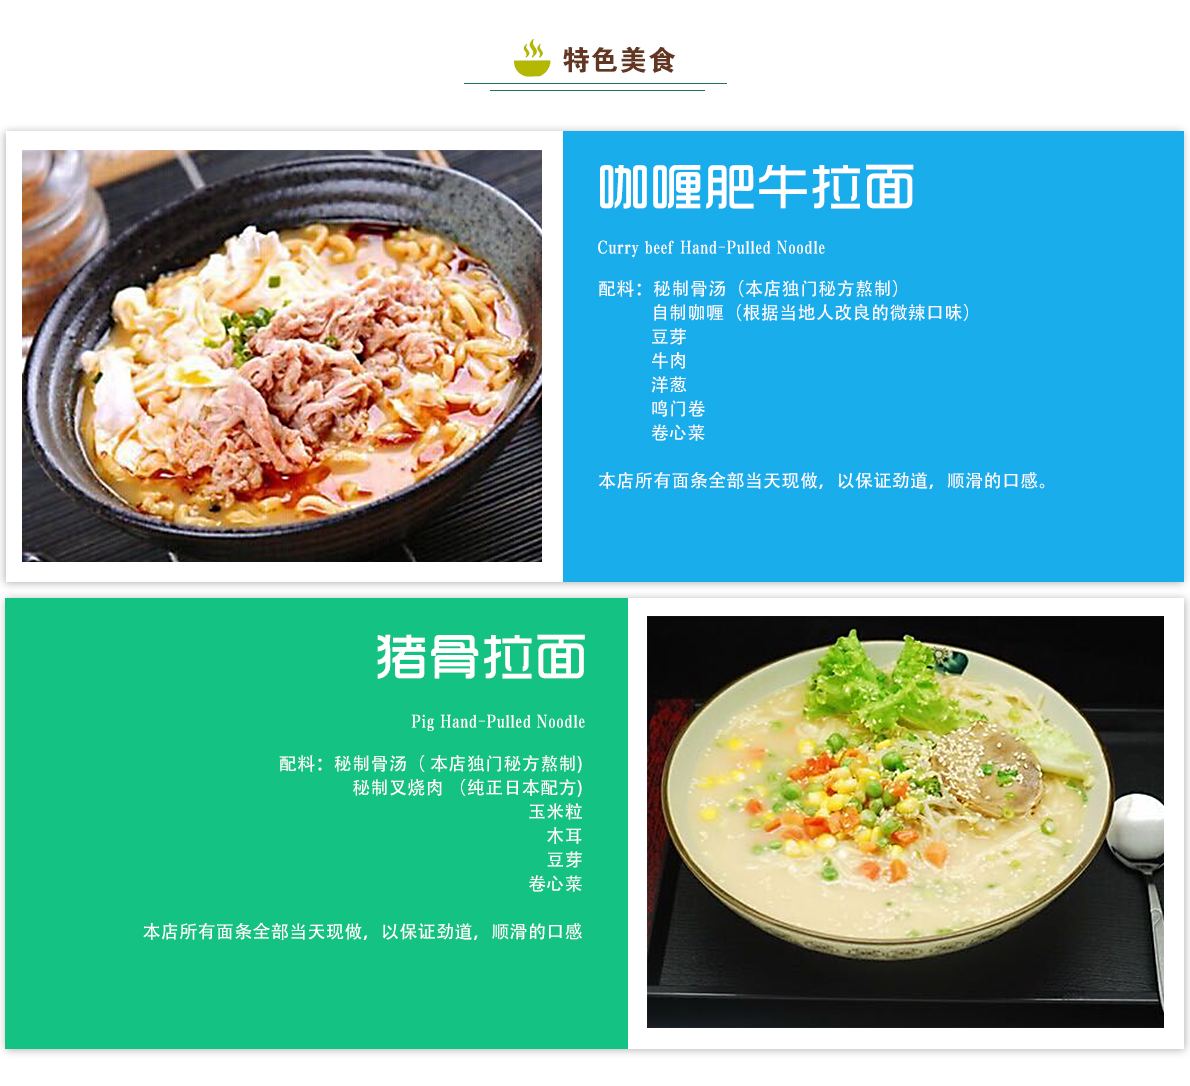 特色美食
咖喱肥牛拉面
Curry beef Hand-Pulled Noodle
配料：秘制骨汤（本店独门秘方熬制）
自制咖喱（根据当地人改良的微辣口味）
豆芽
牛肉
洋葱
鸣门卷
卷心菜
本店所有面条全部当天现做，以保证劲道，顺滑的口感。
猪骨拉面
Pig Hand-Pulled Noodle
配料：秘制骨汤（ 本店独门秘方熬制)
秘制叉烧肉 （纯正日本配方)
玉米粒
木耳
豆芽
卷心菜
本店所有面条全部当天现做，以保证劲道，顺滑的口感